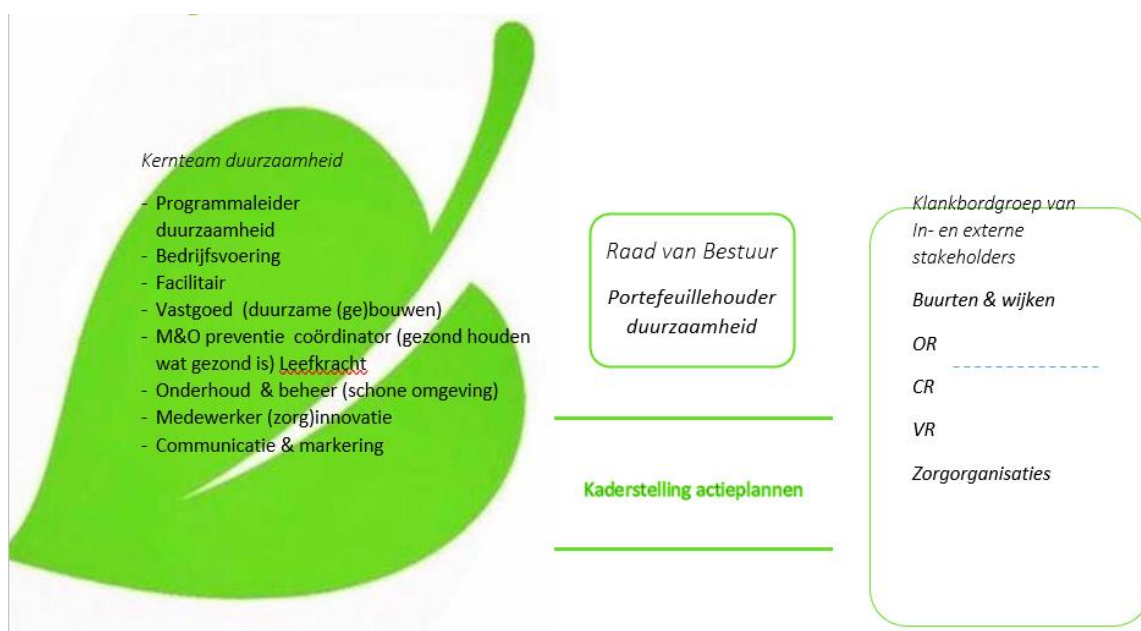 Kernteam duurzaamheid
- Programmaleider
duurzaamheid
- Bedrijfsvoering
- Facilitair
- Vastgoed (duurzame (ge)bouwen)
- M&O preventie coördinator (gezond houden
wat gezond is) Leefkracht
- Onderhoud & beheer (schone omgeving)
- Medewerker (zorg)innovatie
- Communicatie & markering
Raad van Bestuur
Portefeuillehouder
duurzaamheid
Kaderstelling actieplannen
Klankbordgroep van
In- en externe
stakeholders
Buurten & wijken
OR
CR
VR
Zorgorganisaties